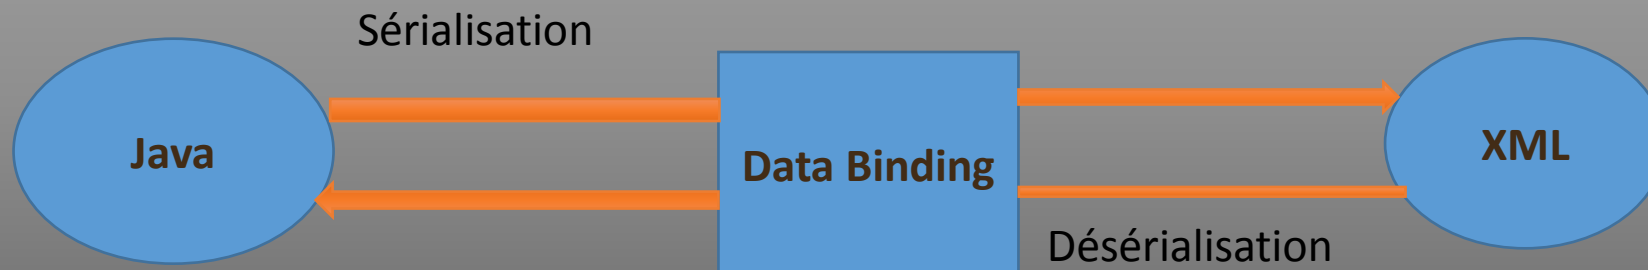 Sérialisation
Java
Data Binding
XML
Désérialisation